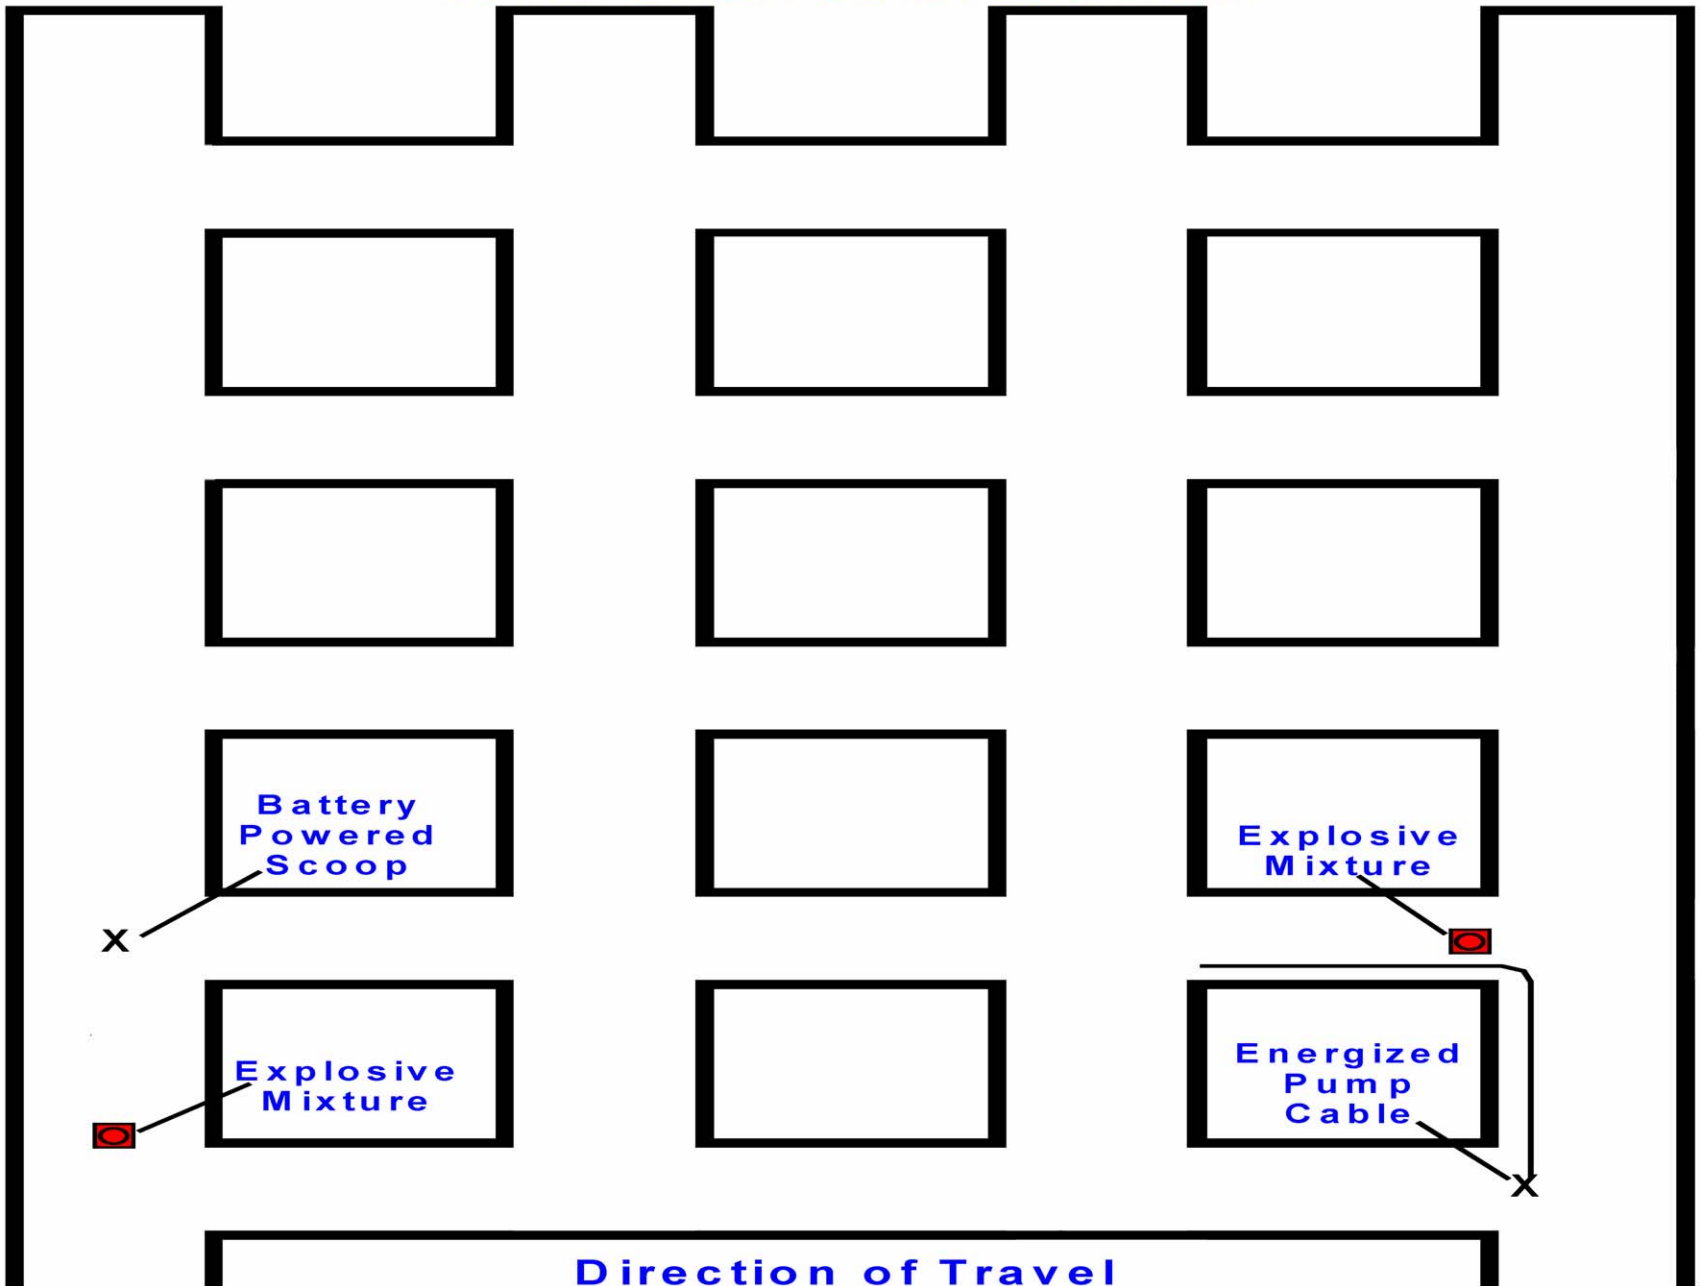 Battery
Powered
Scoop
Explosive
Mixture
X
Explosive
Mixture
Energized
Pump
Cable
X
Direction of Travel